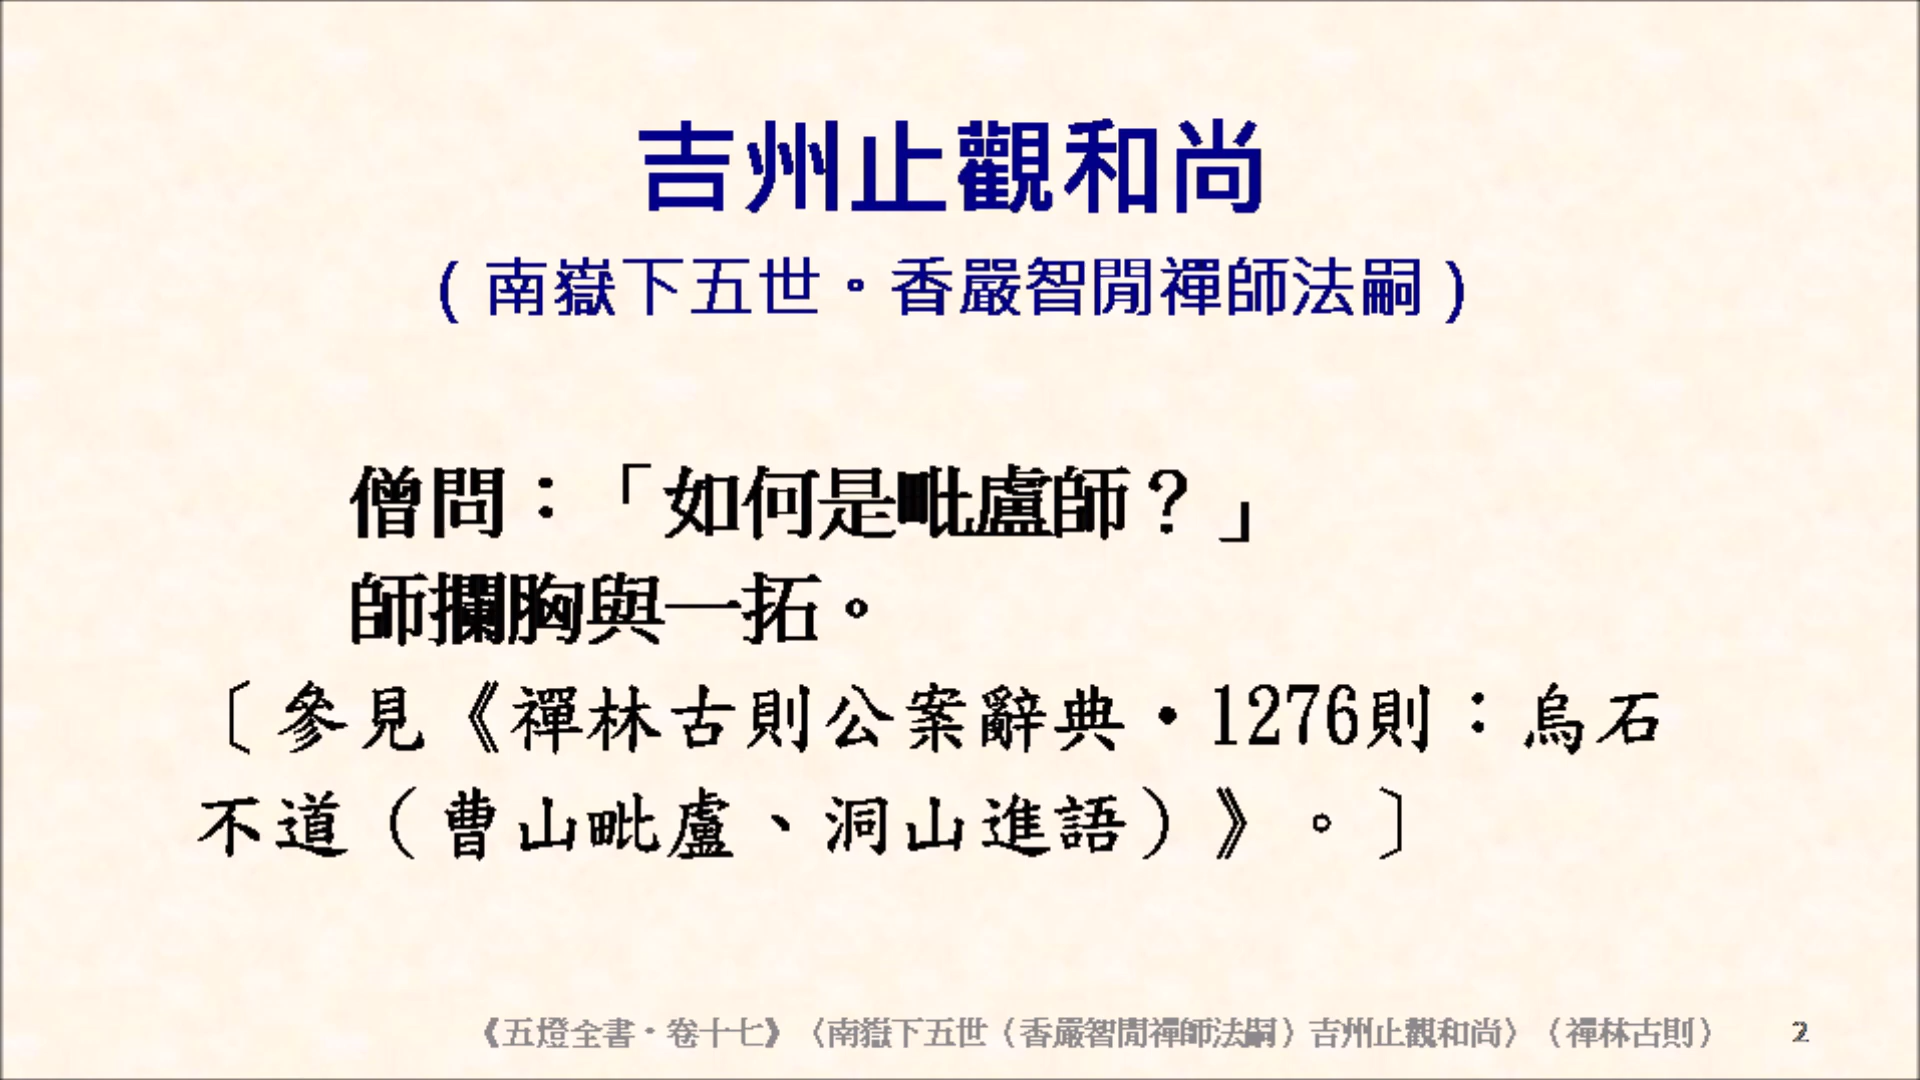 吉州止觀和尚
(南嶽下五世。香嚴智閒禪師法嗣)
僧問：「如何是毗盧師？」
師攔胸與一拓。
〔參見《禪林古則公案辭典•1276則：烏石
不道（曹山毗盧、洞山進語）》。〕
《五燈全書•卷十七》〈南嶽下五世（香嚴智閒禪師法嗣）吉州止觀和尚〉（禪林古則） 2